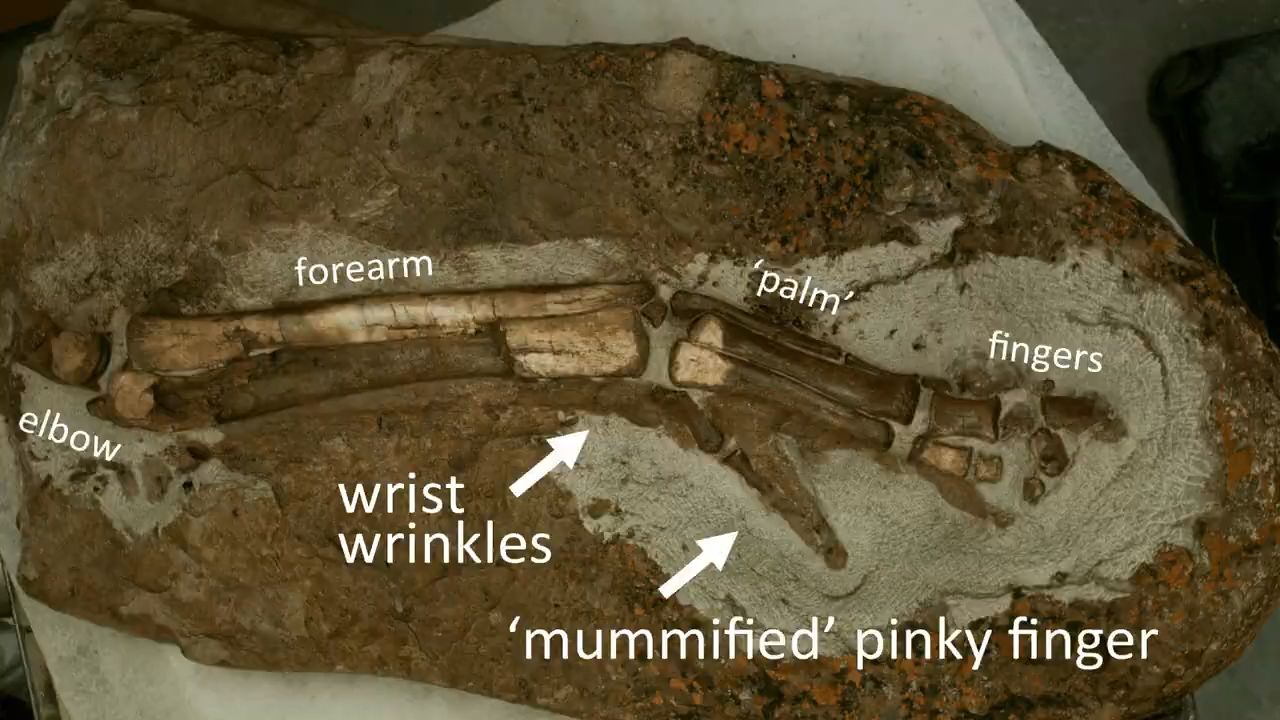 forearm
'palm'
fingers
elbow
wrist
wrinkles
'mummified' pinky finger